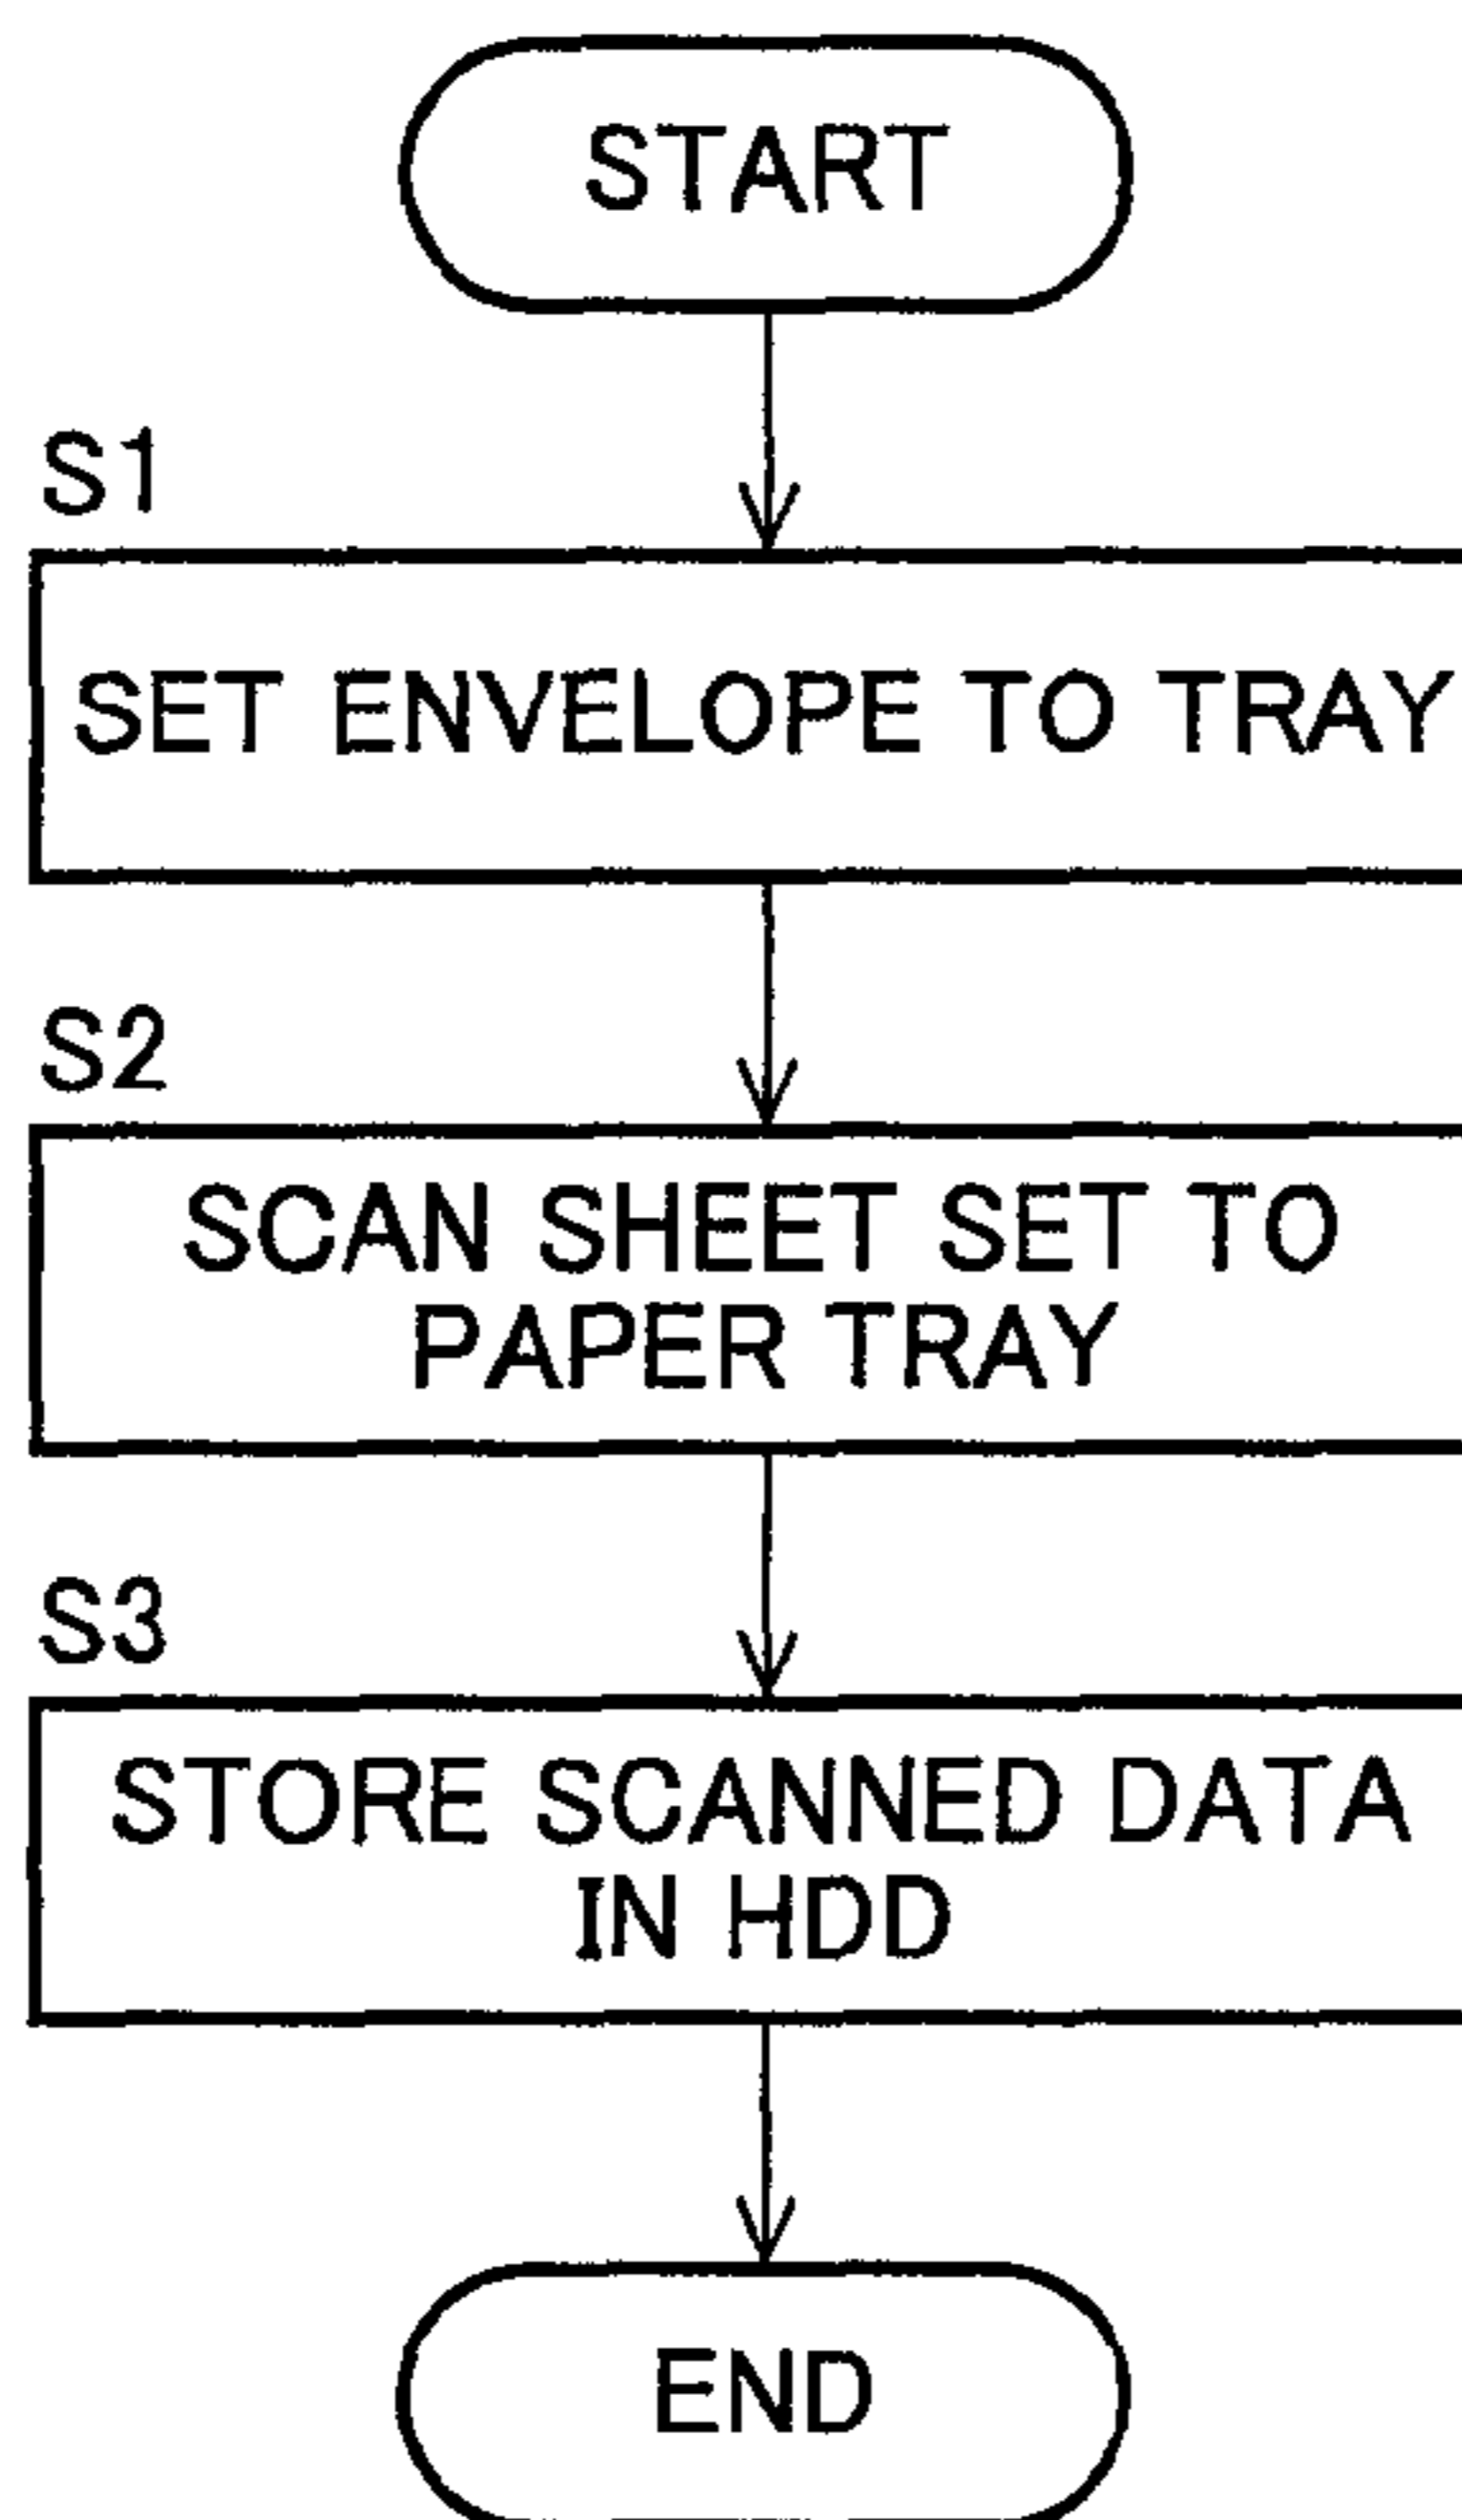 START
S1
SET ENVELOPE TO TRAY
S2
SCAN SHEET SET TO
PAPER TRAY
S3
STORE SCANNED DATA
IN HDD
END